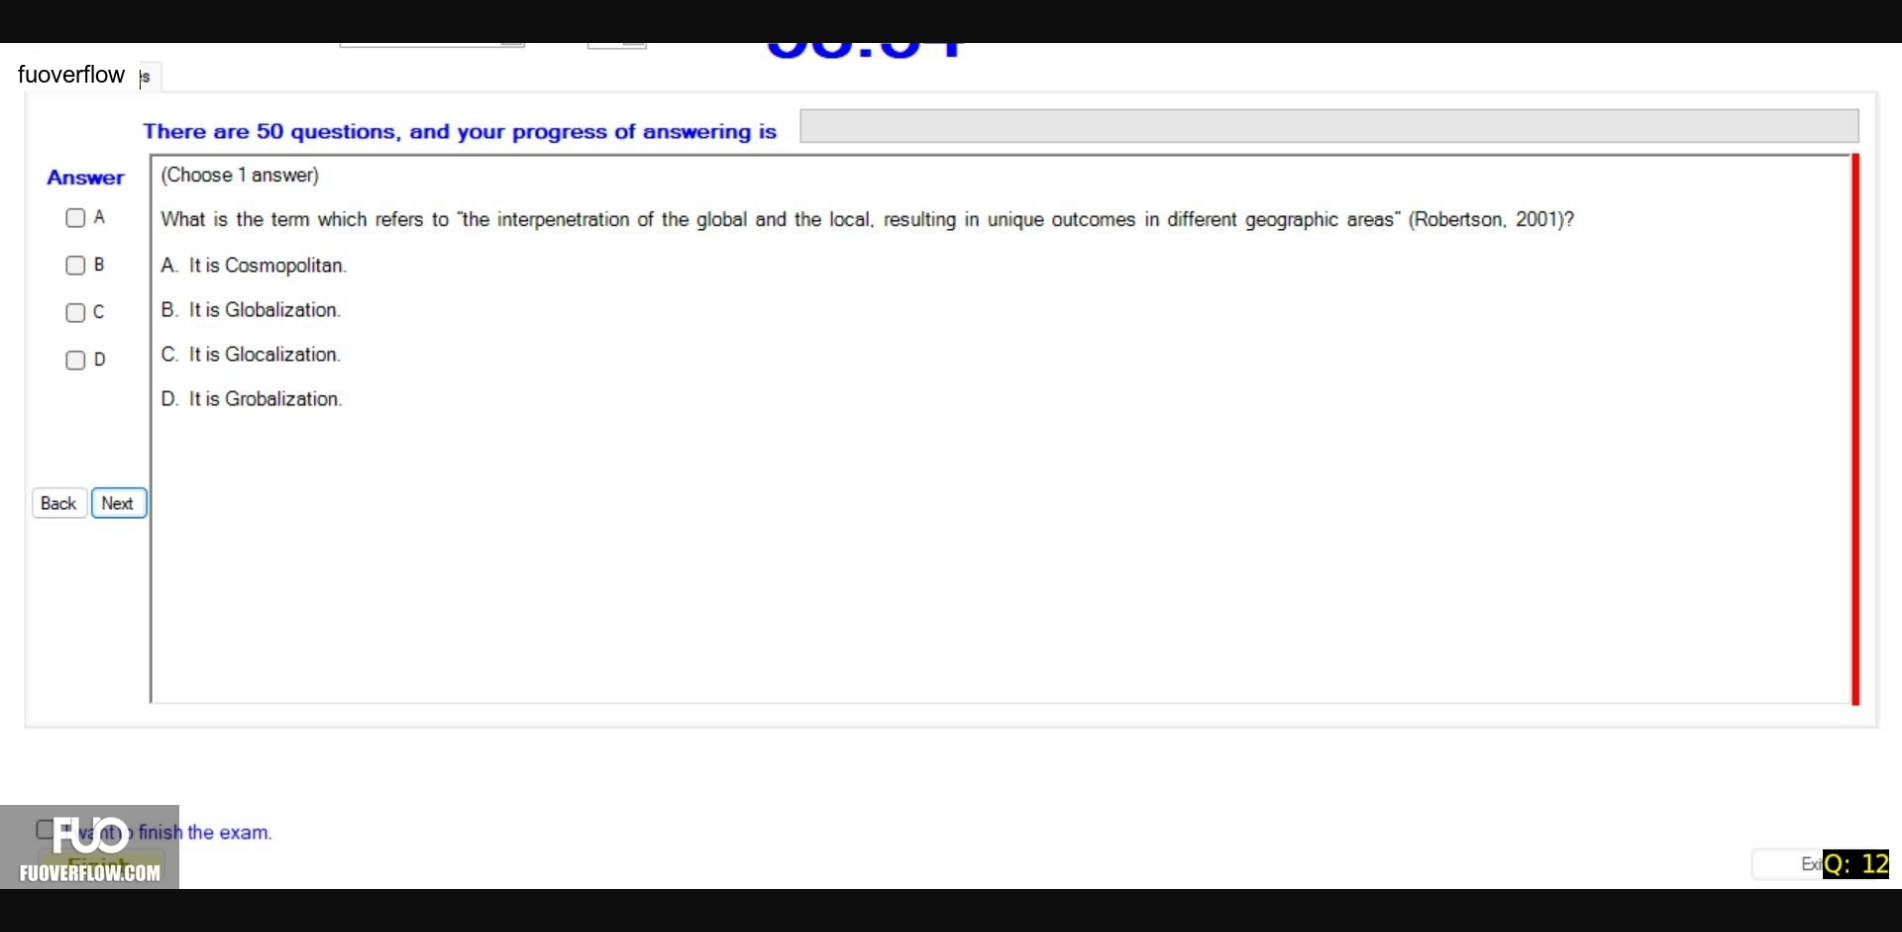 fuoverflow
There are 50 questions, and your progress of answering is
Answer
(Choose 1 answer)
A
What is the term which refers to "the interpenetration of the global and the local, resulting in unique outcomes in different geographic areas" (Robertson, 2001)?
B
A. It is Cosmopolitan.
C
B. It is Globalization.
D
C. It is Glocalization.
D. It is Grobalization.
Back Next
want to finish the exam.
FUO
FUOVERFLOW.COM
Exi Q: 12